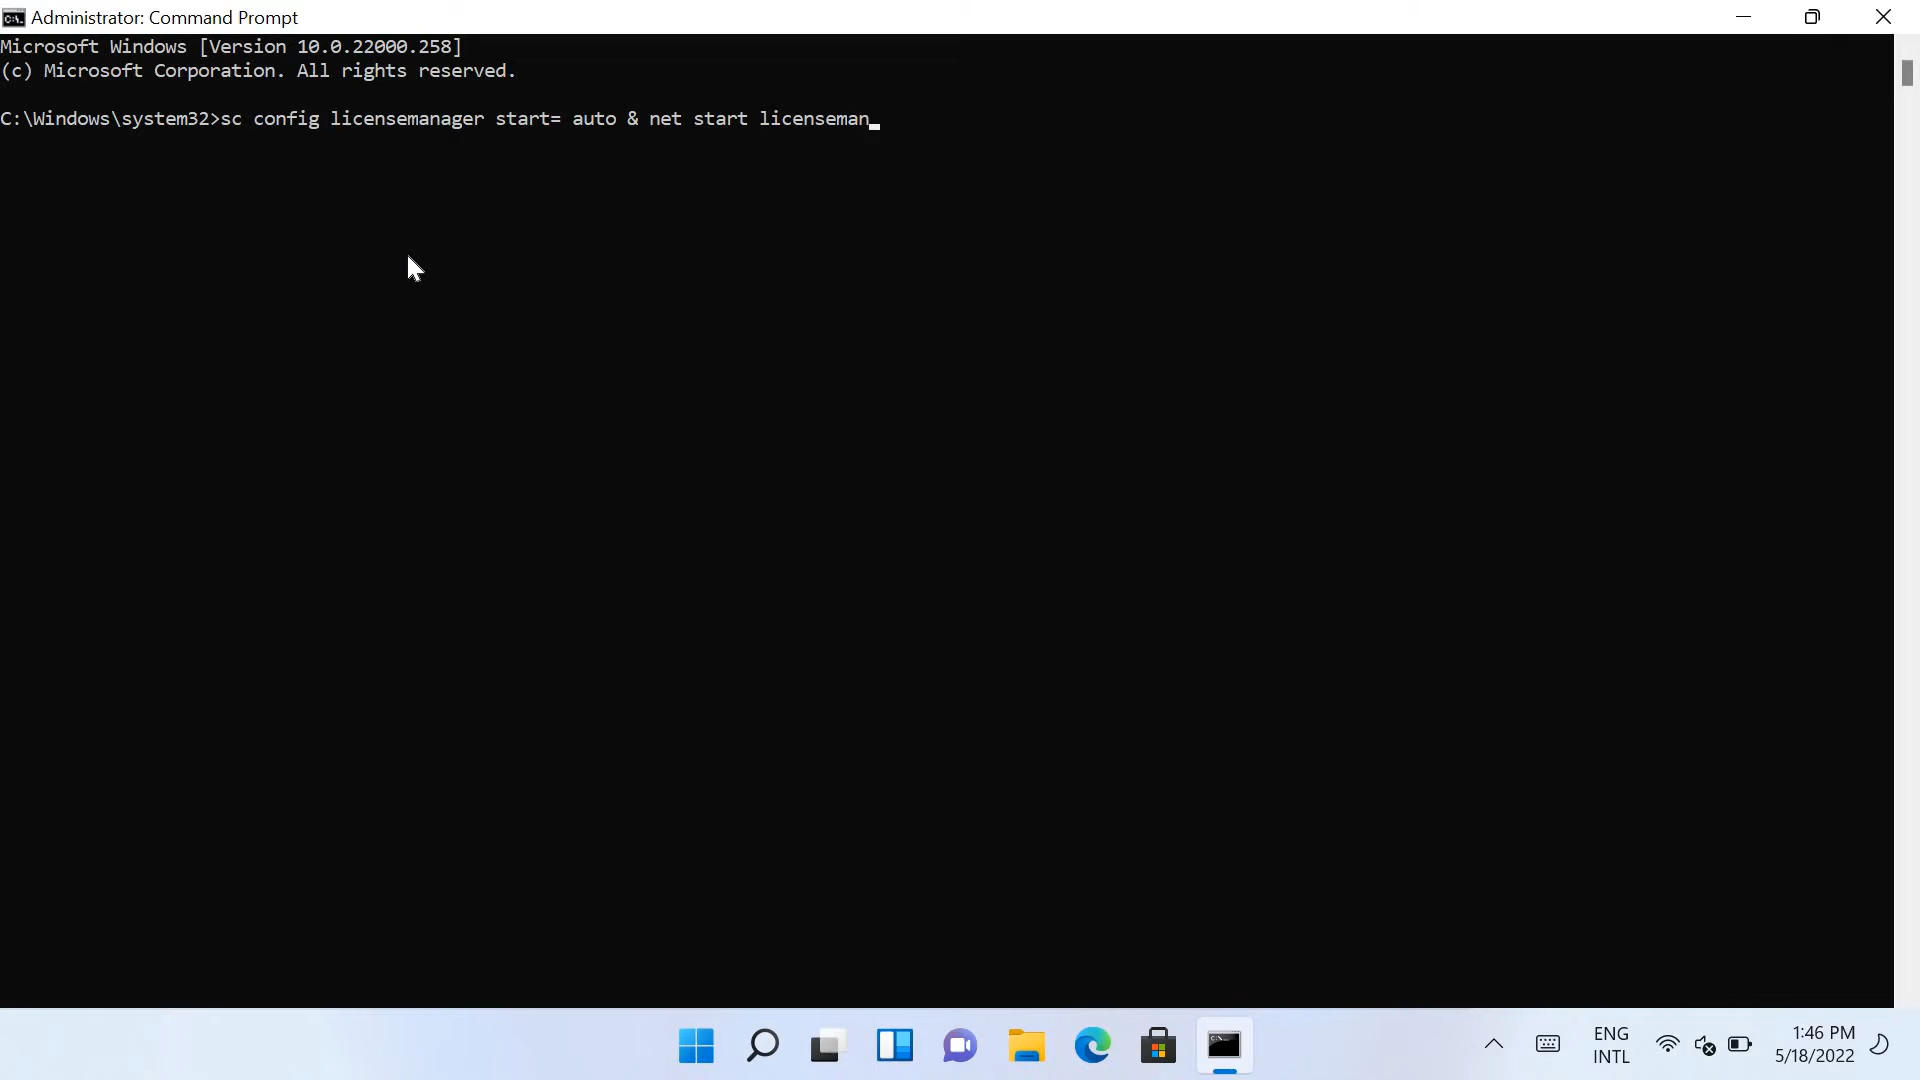 Administrator: Command Prompt
Microsoft Windows [Version 10.0.22000.258]
(c) Microsoft Corporation. All rights reserved.
C:\Windows\system32>sc config licensemanager start= auto & net start licenseman
ENG
INTL
1:46 PM
5/18/2022